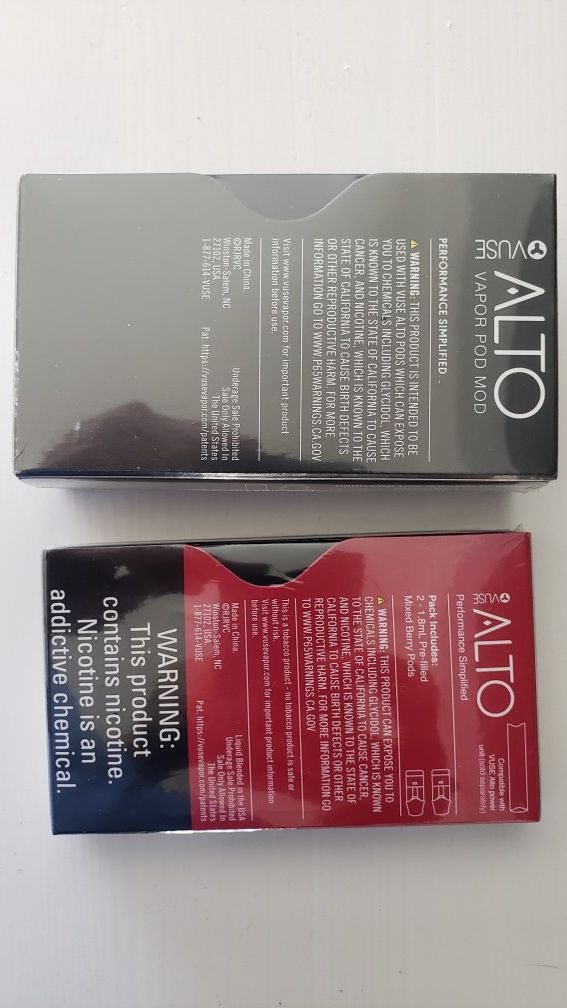 VUSE
ALTO
VAPOR POD MOD
PERFORMANCE SIMPLIFIED.
WARNING: THIS PRODUCT IS INTENDED TO BE
USED WITH VUSE ALTO PODS WHICH CAN EXPOSE
YOU TO CHEMICALS INCLUDING GLYCIDOL, WHICH
IS KNOWN TO THE STATE OF CALIFORNIA TO CAUSE
CANCER, AND NICOTINE, WHICH IS KNOWN TO THE
STATE OF CALIFORNIA TO CAUSE BIRTH DEFECTS
OR OTHER REPRODUCTIVE HARM. FOR MORE
INFORMATION GO TO WWW.P65WARNINGS.CA.GOV
Visit www.vusevapor.com for important product
information before use.
Made in China.
©RJRVC
Winston-Salem, NC
27102, USA
1-877-614-VUSE
Underage Sale Prohibited
Sale Only Allowed in
The United States
Pat. https://vusevapor.com/patents
VUSE
ALTO
Compatible with
VUSE Alto power
unit (sold separately)
Performance Simplified
Pack Includes:
2 - 1.8mL Pre-filled
Mixed Berry Pods
WARNING: THIS PRODUCT CAN EXPOSE YOU TO
CHEMICALS INCLUDING GLYCIDOL, WHICH IS KNOWN
TO THE STATE OF CALIFORNIA TO CAUSE CANCER,
AND NICOTINE, WHICH IS KNOWN TO THE STATE OF
CALIFORNIA TO CAUSE BIRTH DEFECTS OR OTHER
REPRODUCTIVE HARM. FOR MORE INFORMATION GO
TO WWW.P65WARNINGS.CA.GOV
This is a tobacco product - no tobacco product is safe or
without risk.
Visit www.vusevapor.com for important product information
before use.
Made in China.
©RJRVC
Winston-Salem, NC
27102, USA
1-877-614-VUSE
Liquid Blended in the USA
Underage Sale Prohibited
Sale Only Allowed in
The United States
Pat. https://vusevapor.com/patents
WARNING:
This product
contains nicotine.
Nicotine is an
addictive chemical.